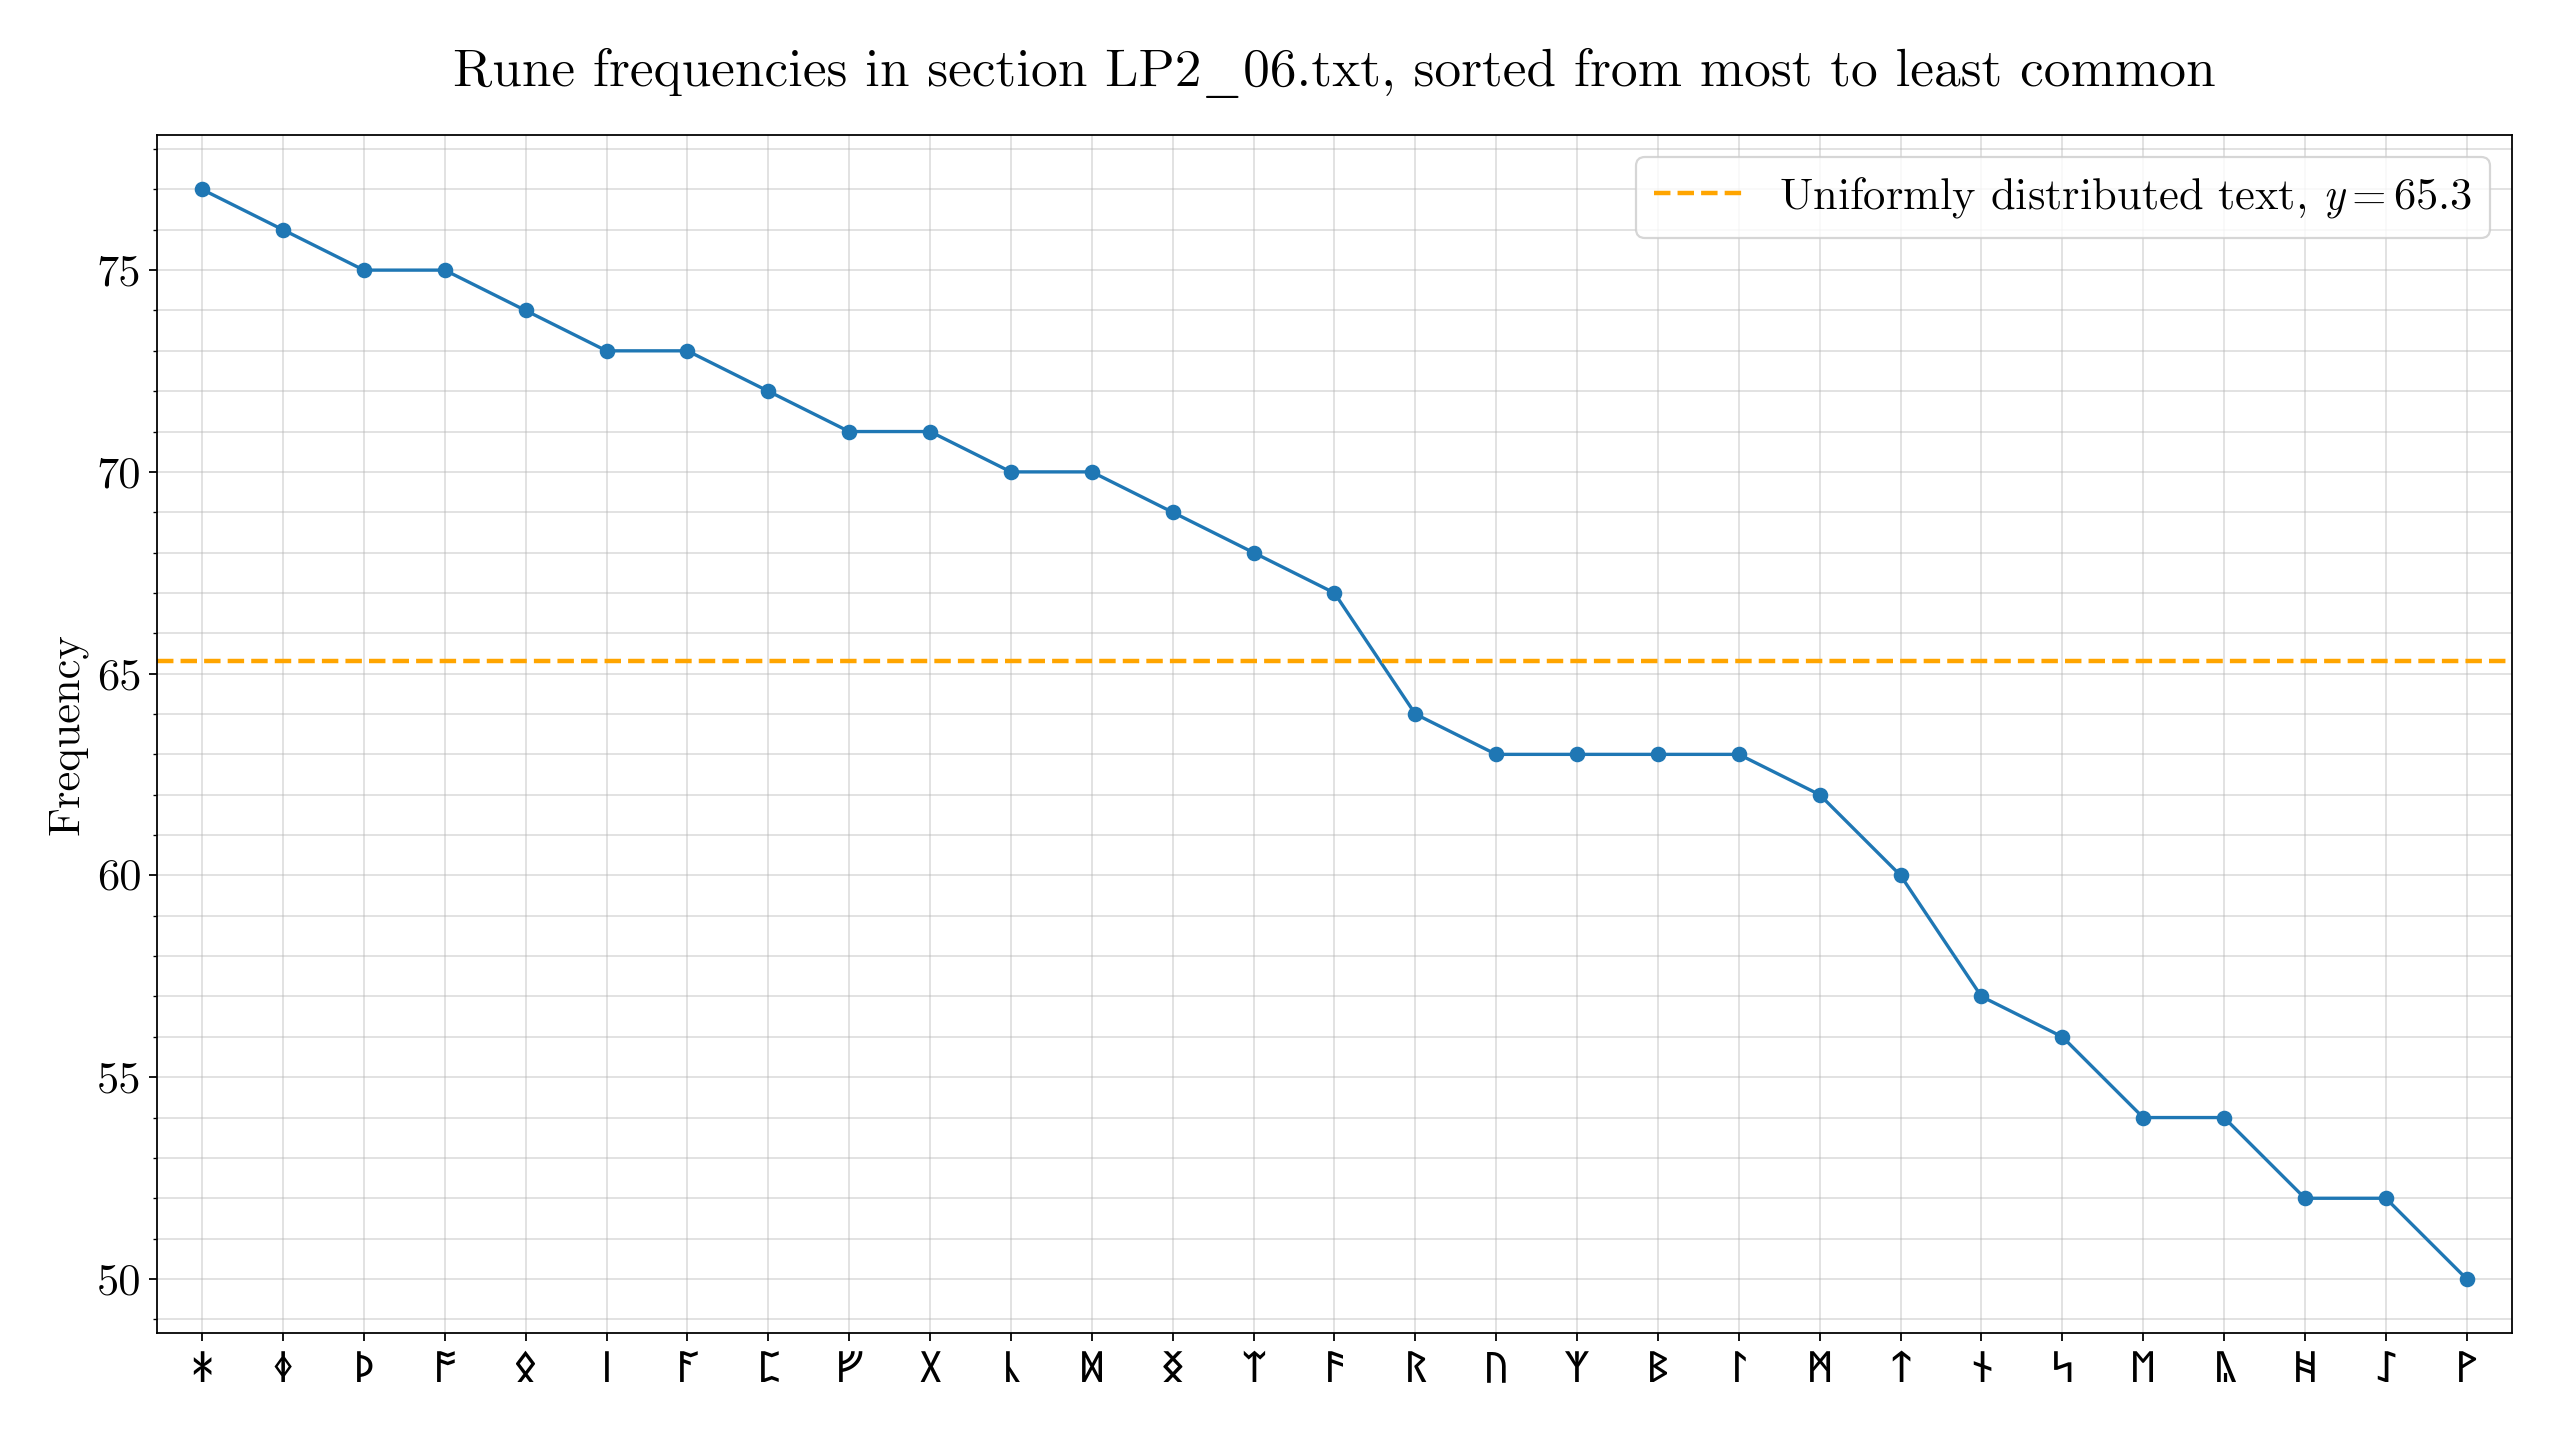 Rune frequencies in section LP2_06.txt, sorted from most to least common
Uniformly distributed text, y = 65.3
Frequency
75
70
65
60
55
50
ᛡ ᛄ ᚦ ᚩ ᛟ ᛁ ᚪ ᛈ ᚠ ᚷ ᚳ ᛞ ᛝ ᛠ ᚫ ᚱ ᚢ ᛉ ᛒ ᛚ ᛗ ᛏ ᚾ ᛋ ᛖ ᚣ ᚻ ᛇ ᚹ